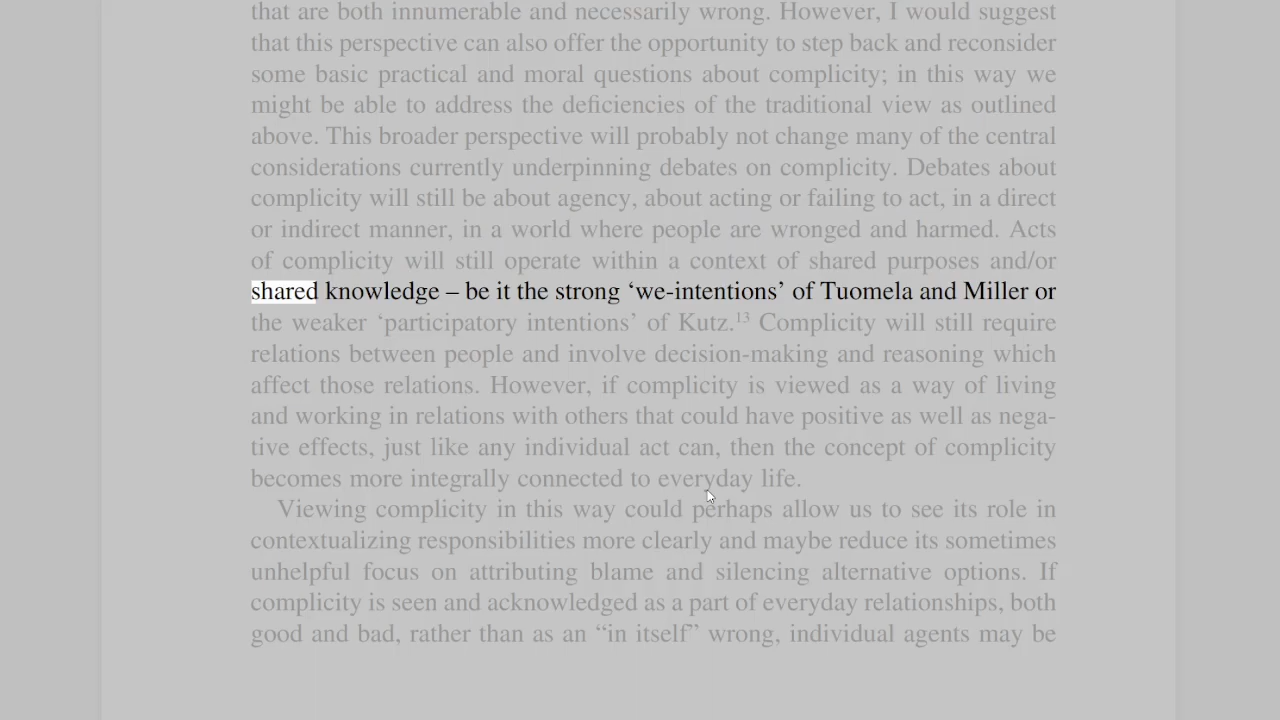 that are both innumerable and necessarily wrong. However, I would suggest
that this perspective can also offer the opportunity to step back and reconsider
some basic practical and moral questions about complicity; in this way we
might be able to address the deficiencies of the traditional view as outlined
above. This broader perspective will probably not change many of the central
considerations currently underpinning debates on complicity. Debates about
complicity will still be about agency, about acting or failing to act, in a direct
or indirect manner, in a world where people are wronged and harmed. Acts
of complicity will still operate within a context of shared purposes and/or
shared knowledge – be it the strong ‘we-intentions’ of Tuomela and Miller or
the weaker ‘participatory intentions’ of Kutz.¹³ Complicity will still require
relations between people and involve decision-making and reasoning which
affect those relations. However, if complicity is viewed as a way of living
and working in relations with others that could have positive as well as nega-
tive effects, just like any individual act can, then the concept of complicity
becomes more integrally connected to everyday life.
Viewing complicity in this way could perhaps allow us to see its role in
contextualizing responsibilities more clearly and maybe reduce its sometimes
unhelpful focus on attributing blame and silencing alternative options. If
complicity is seen and acknowledged as a part of everyday relationships, both
good and bad, rather than as an “in itself” wrong, individual agents may be